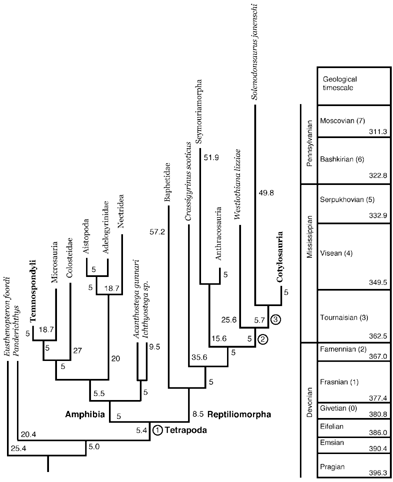 Eusthenopteron foordi
Panderichthys
Temnospondyli
Microsauria
Colosteidae
Aistopoda
Adelogyrinidae
Nectridea
Acanthostega gunnari
Ichthyostega sp.
Baphetidae
Crassigyrinus scoticus
Seymouriamorpha
Anthracosauria
Westlothiana lizziae
Solenodonsaurus janenschi
Cotylosauria
5
18.7
5
27
5
5
18.7
20
5
9.5
5.5
5
57.2
51.9
5
15.6
35.6
25.6
49.8
5
5.7
3
5
2
Amphibia
8.5 Reptiliomorpha
5.4
1
Tetrapoda
20.4
5.0
25.4
Geological
timescale
Pennsylvanian
Moscovian (7)
311.3
Bashkirian (6)
322.8
Mississippian
Serpukhovian (5)
332.9
Visean (4)
349.5
Tournaisian (3)
362.5
Devonian
Famennian (2)
367.0
Frasnian (1)
377.4
Givetian (0)
380.8
Eifelian
386.0
Emsian
390.4
Pragian
396.3